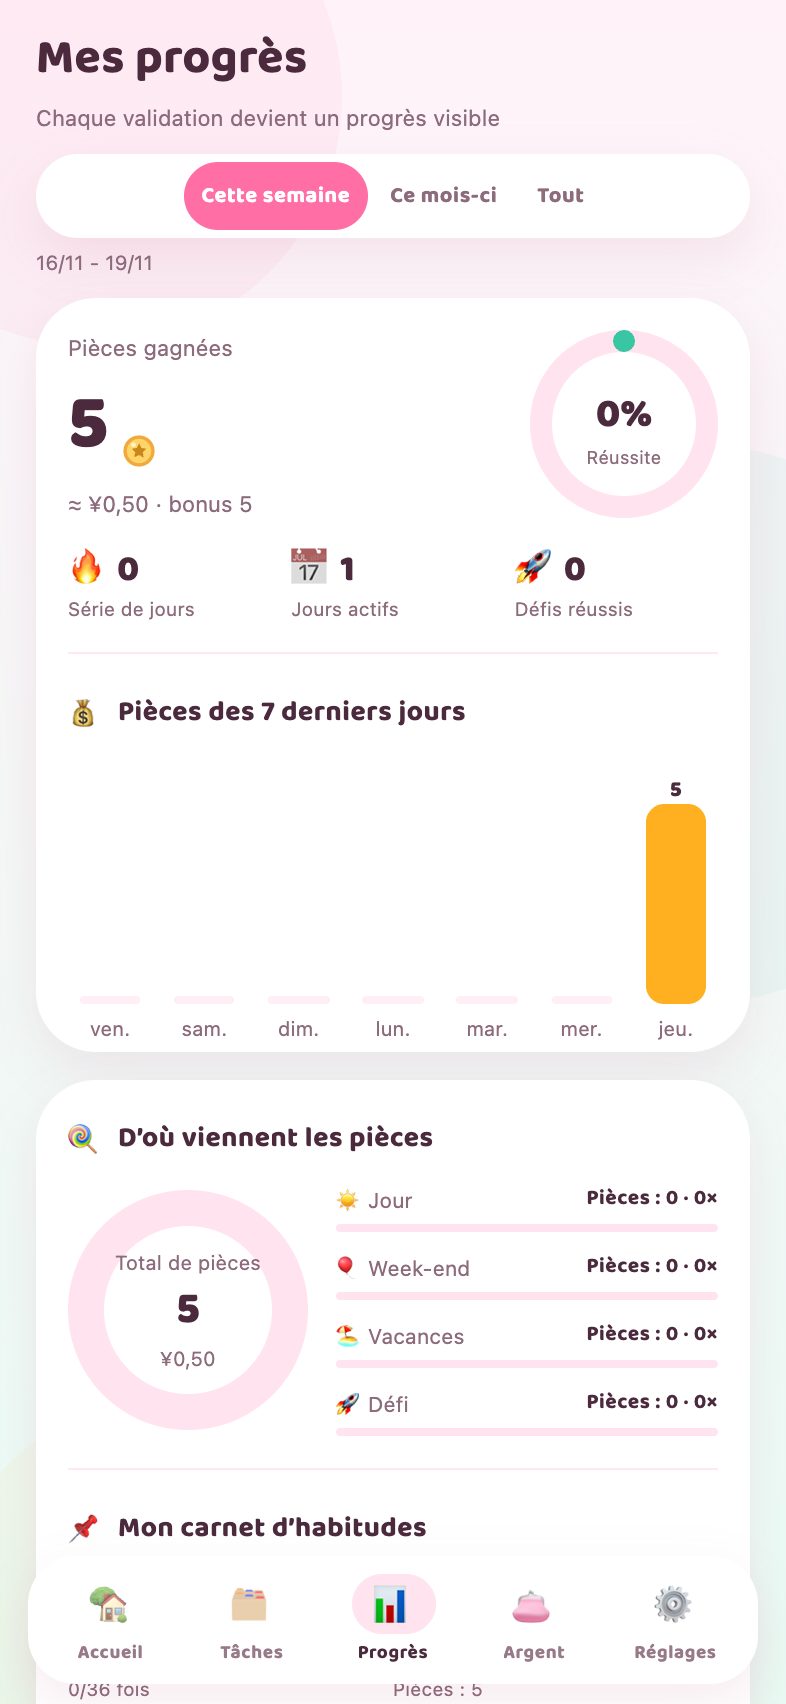 Mes progrès
Chaque validation devient un progrès visible
Cette semaine Ce mois-ci Tout
16/11 - 19/11
Pièces gagnées
5
≈ ¥0,50 · bonus 5
0%
Réussite
0
Série de jours
JUL 17 1
Jours actifs
0
Défis réussis
Pièces des 7 derniers jours
5
ven. sam. dim. lun. mar. mer. jeu.
D’où viennent les pièces
Total de pièces
5
¥0,50
Jour Pièces : 0 · 0×
Week-end Pièces : 0 · 0×
Vacances Pièces : 0 · 0×
Défi Pièces : 0 · 0×
Mon carnet d’habitudes
Accueil Tâches Progrès Argent Réglages
0/36 fois Pièces : 5